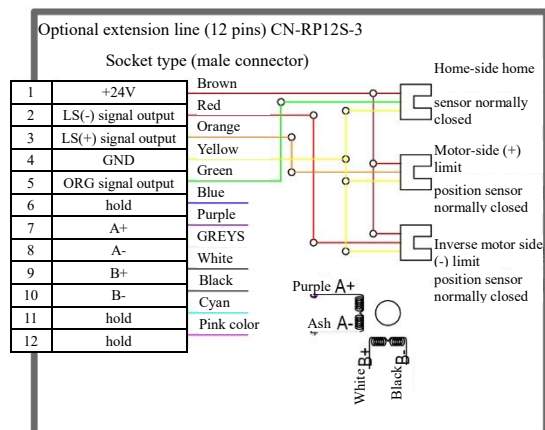 Optional extension line (12 pins) CN-RP12S-3
Socket type (male connector)
1 +24V Brown
2 LS(-) signal output Red
3 LS(+) signal output Orange
4 GND Yellow
5 ORG signal output Green
6 hold Blue
7 A+ Purple
8 A- GREYS
9 B+ White
10 B- Black
11 hold Cyan
12 hold Pink color
Home-side home
sensor normally
closed
Motor-side (+)
limit
position sensor
normally closed
Inverse motor side
(-) limit
position sensor
normally closed
Purple A+
Ash A-
White B+
Black B-